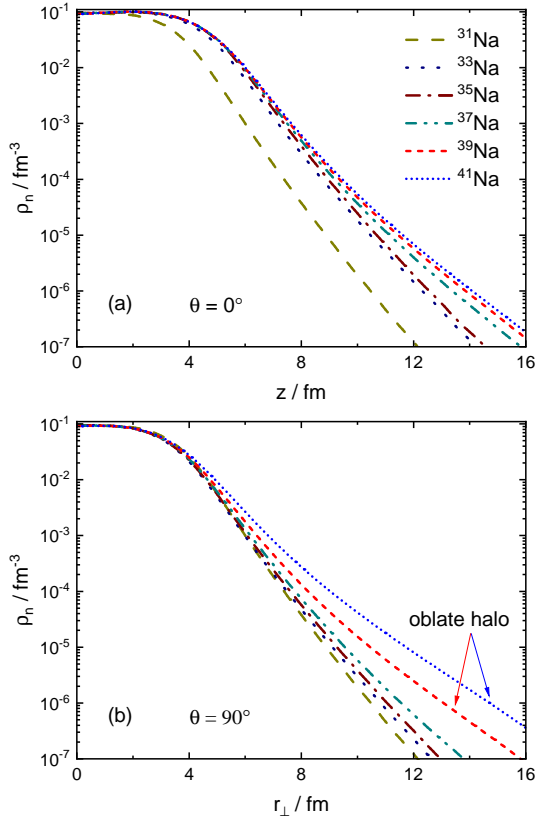 10⁻¹
10⁻²
10⁻³
10⁻⁴
10⁻⁵
10⁻⁶
10⁻⁷
ρₙ / fm⁻³
³¹Na
³³Na
³⁵Na
³⁷Na
³⁹Na
⁴¹Na
(a) θ = 0°
0 4 8 12 16
z / fm
10⁻¹
10⁻²
10⁻³
10⁻⁴
10⁻⁵
10⁻⁶
10⁻⁷
ρₙ / fm⁻³
oblate halo
(b) θ = 90°
0 4 8 12 16
r⊥ / fm